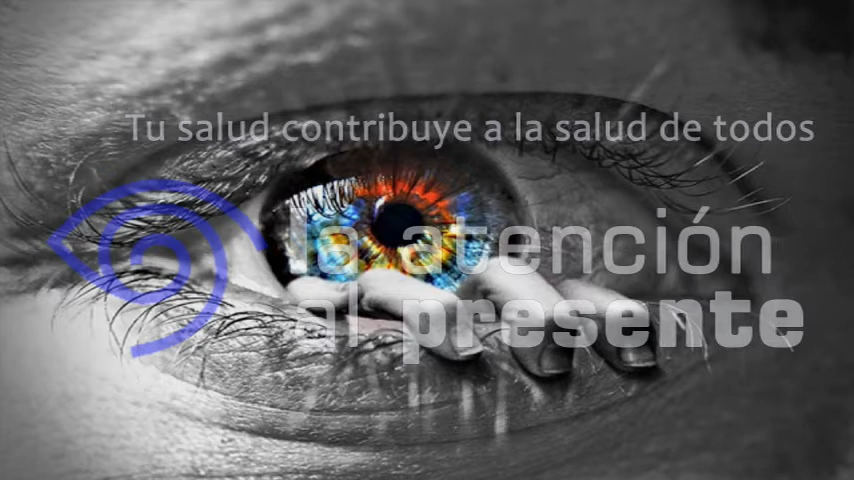 Tu salud contribuye a la salud de todos
la atención
al presente